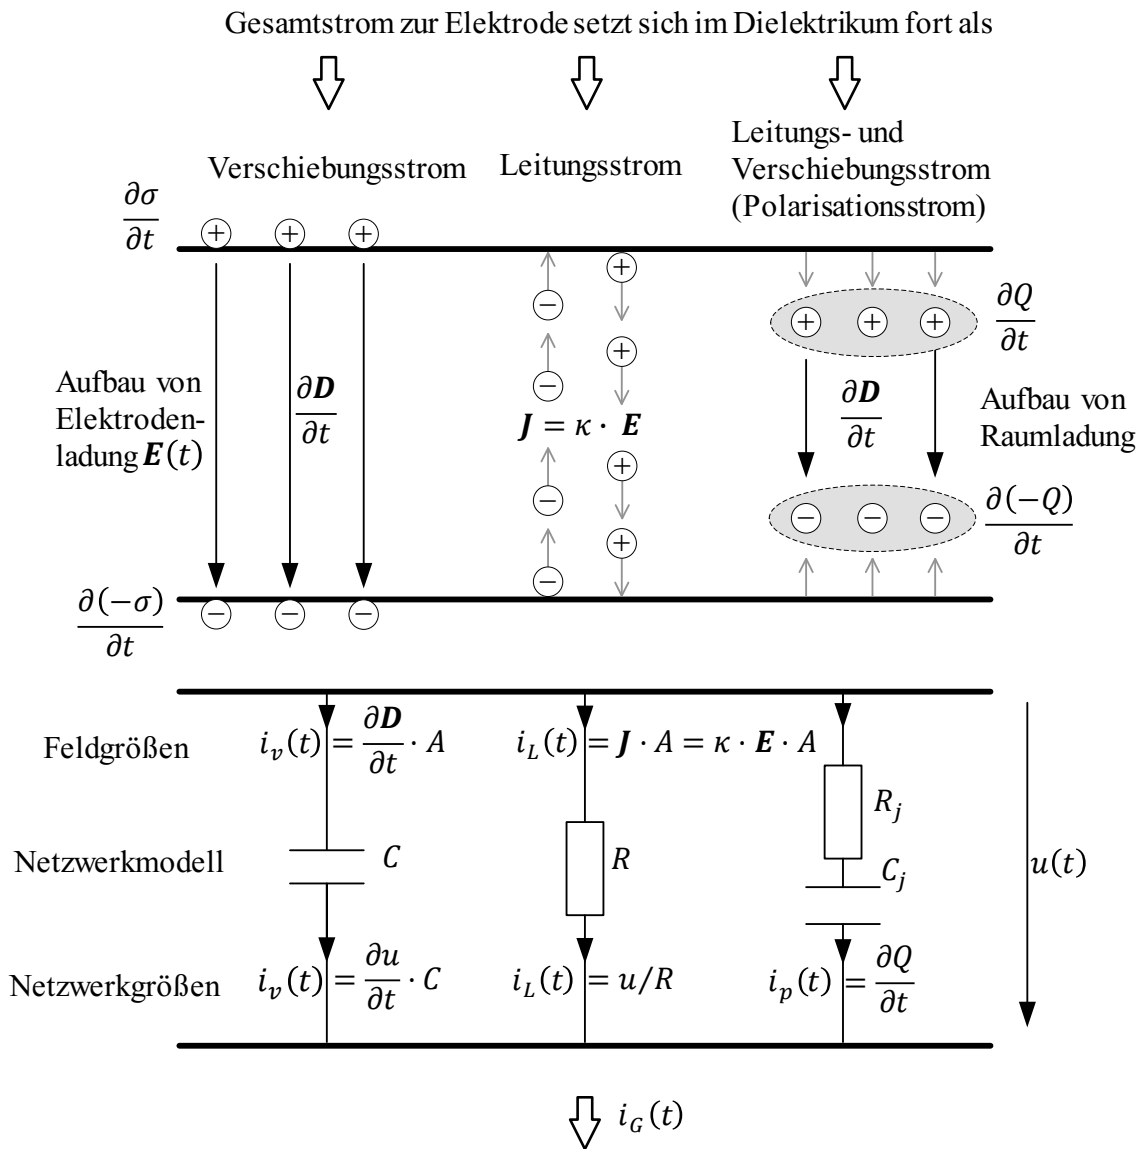 Gesamtstrom zur Elektrode setzt sich im Dielektrikum fort als
Verschiebungsstrom
Leitungsstrom
Leitungs- und
Verschiebungsstrom
(Polarisationsstrom)
∂σ/∂t
+ + +
+
+
+
+
− − − − −
+ + +
∂Q/∂t
Aufbau von
Elektroden-
ladung E(t)
∂D/∂t
J = κ · E
∂D/∂t
Aufbau von
Raumladung
− − −
∂(−Q)/∂t
∂(−σ)/∂t
− − −
Feldgrößen
i_v(t) = ∂D/∂t · A
i_L(t) = J · A = κ · E · A
R_j
Netzwerkmodell
C
R
C_j
u(t)
Netzwerkgrößen
i_v(t) = ∂u/∂t · C
i_L(t) = u/R
i_p(t) = ∂Q/∂t
i_G(t)